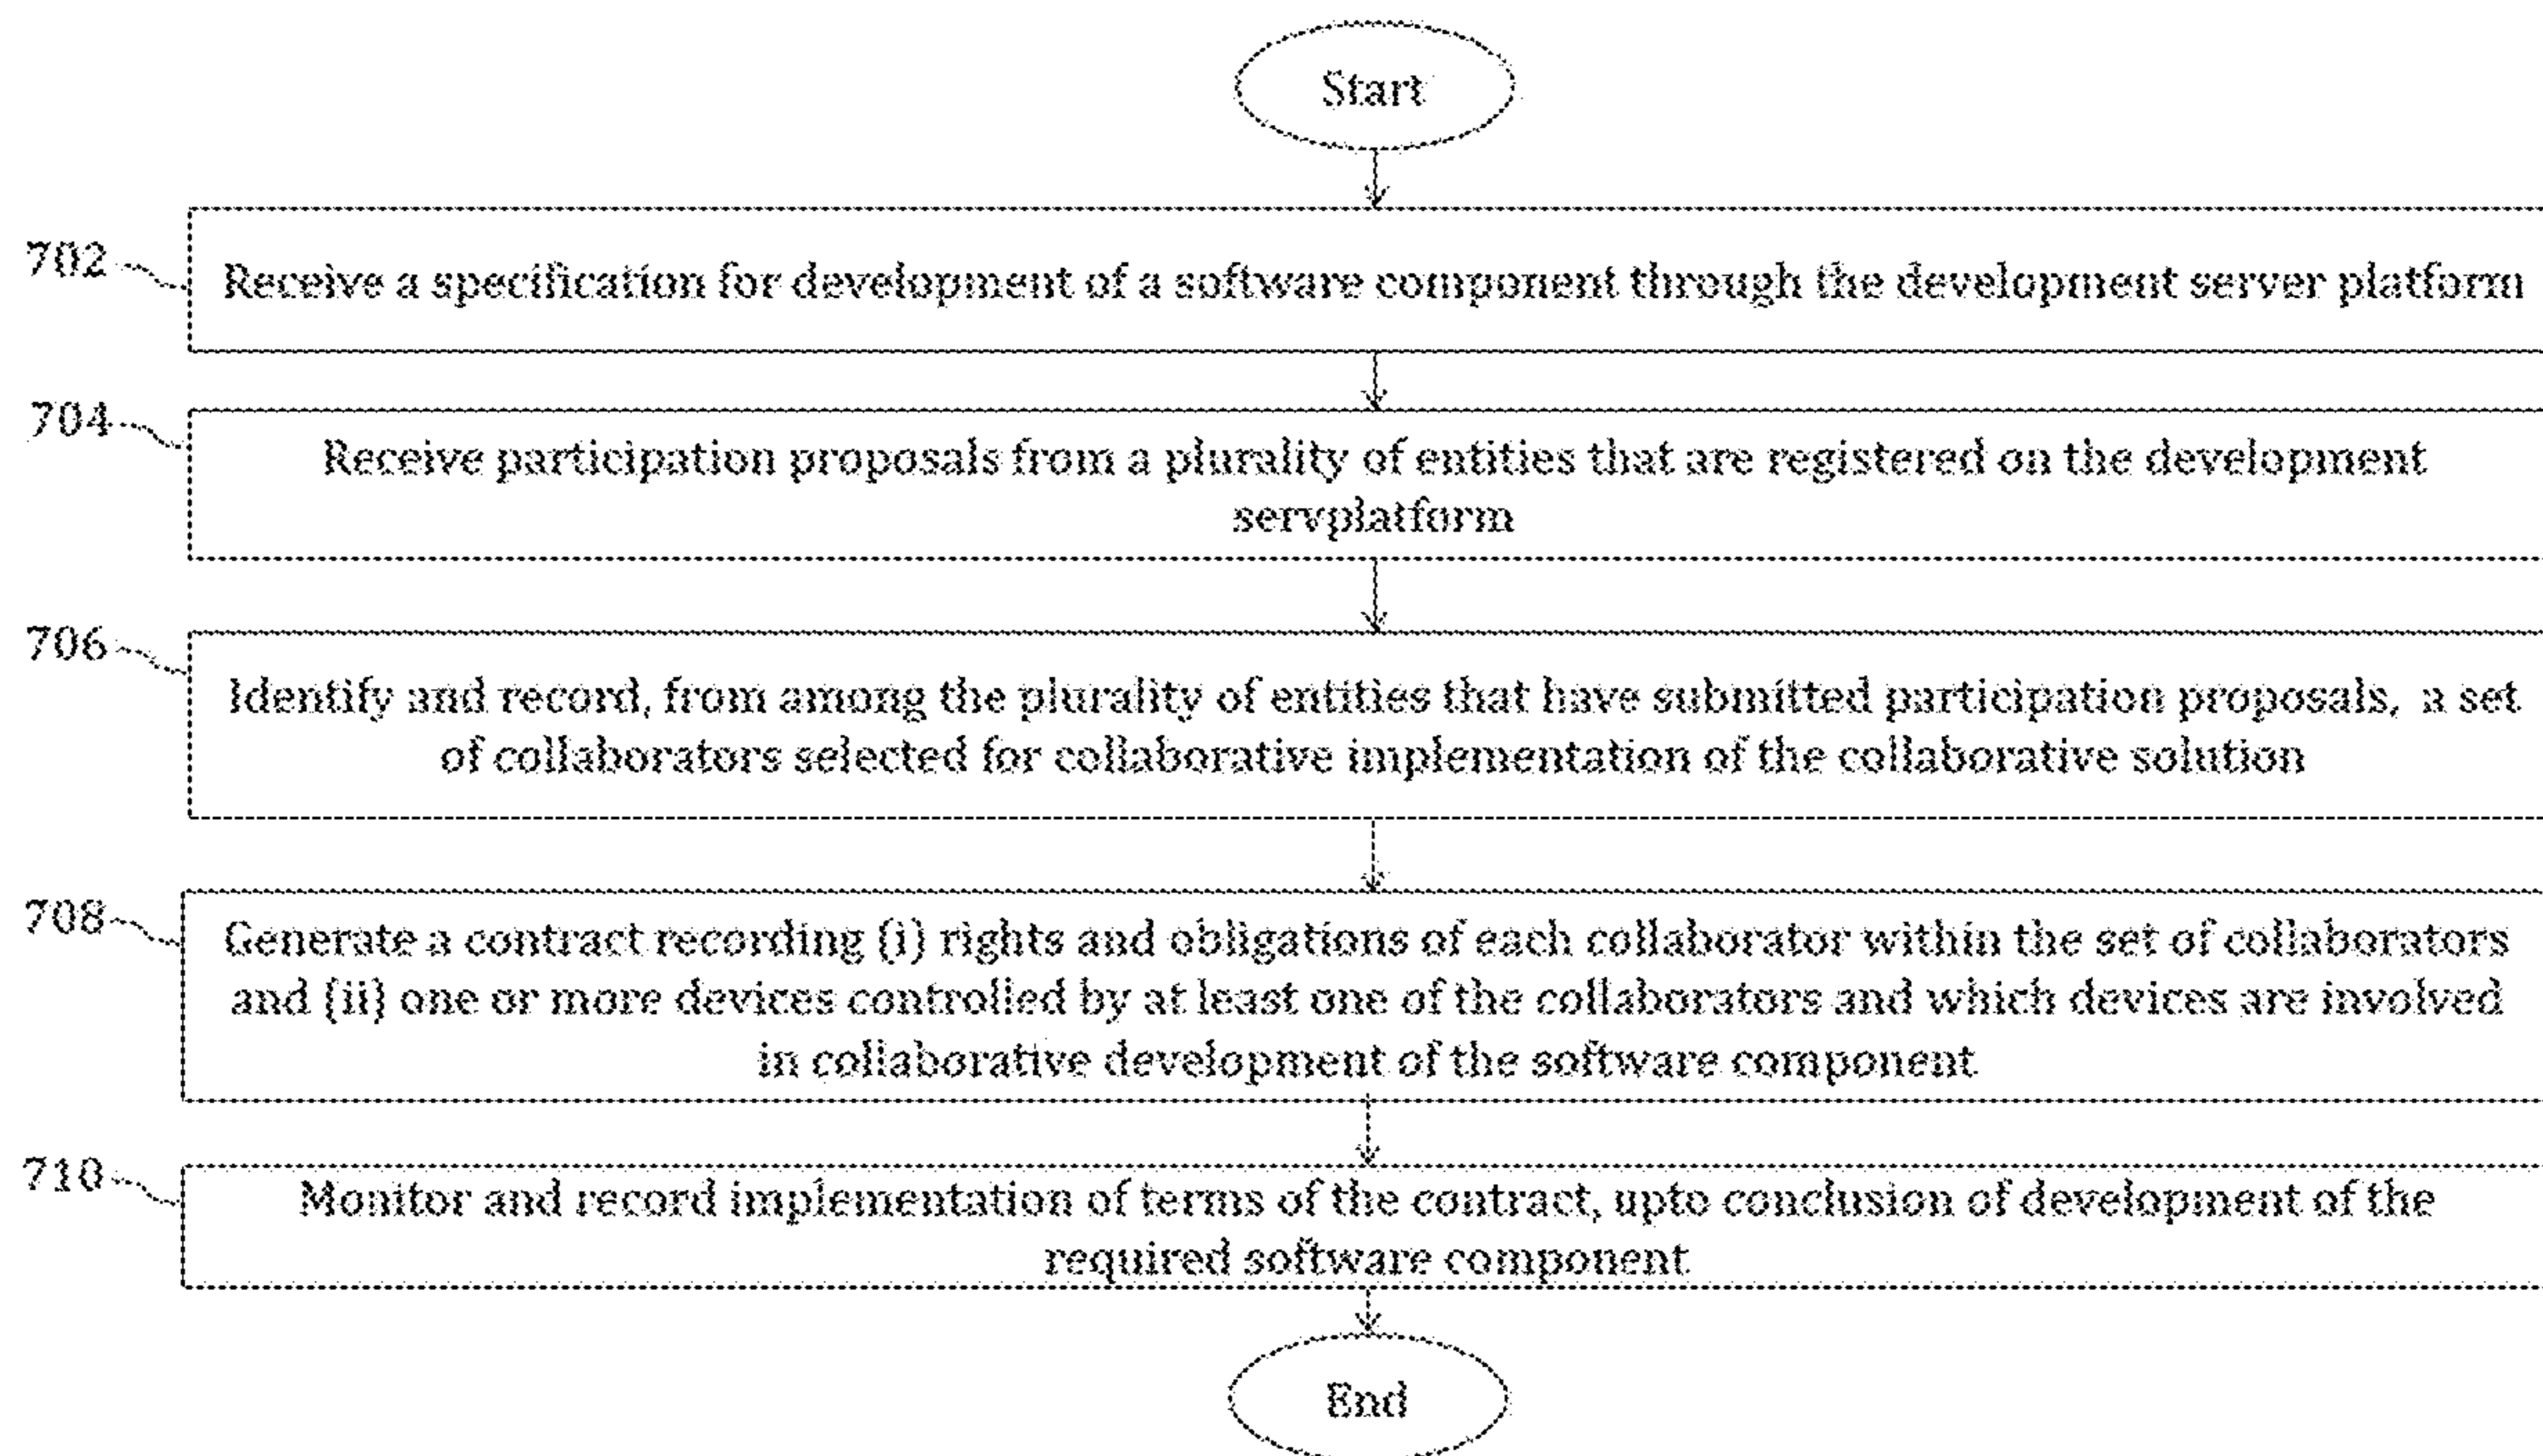 Start
702
Receive a specification for development of a software component through the development server platform
704
Receive participation proposals from a plurality of entities that are registered on the development
servplatform
706
Identify and record, from among the plurality of entities that have submitted participation proposals, a set
of collaborators selected for collaborative implementation of the collaborative solution
708
Generate a contract recording (i) rights and obligations of each collaborator within the set of collaborators
and (ii) one or more devices controlled by at least one of the collaborators and which devices are involved
in collaborative development of the software component
710
Monitor and record implementation of terms of the contract, upto conclusion of development of the
required software component
End